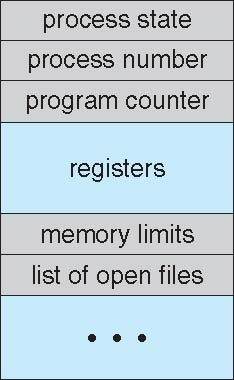 process state
process number
program counter
registers
memory limits
list of open files
• • •